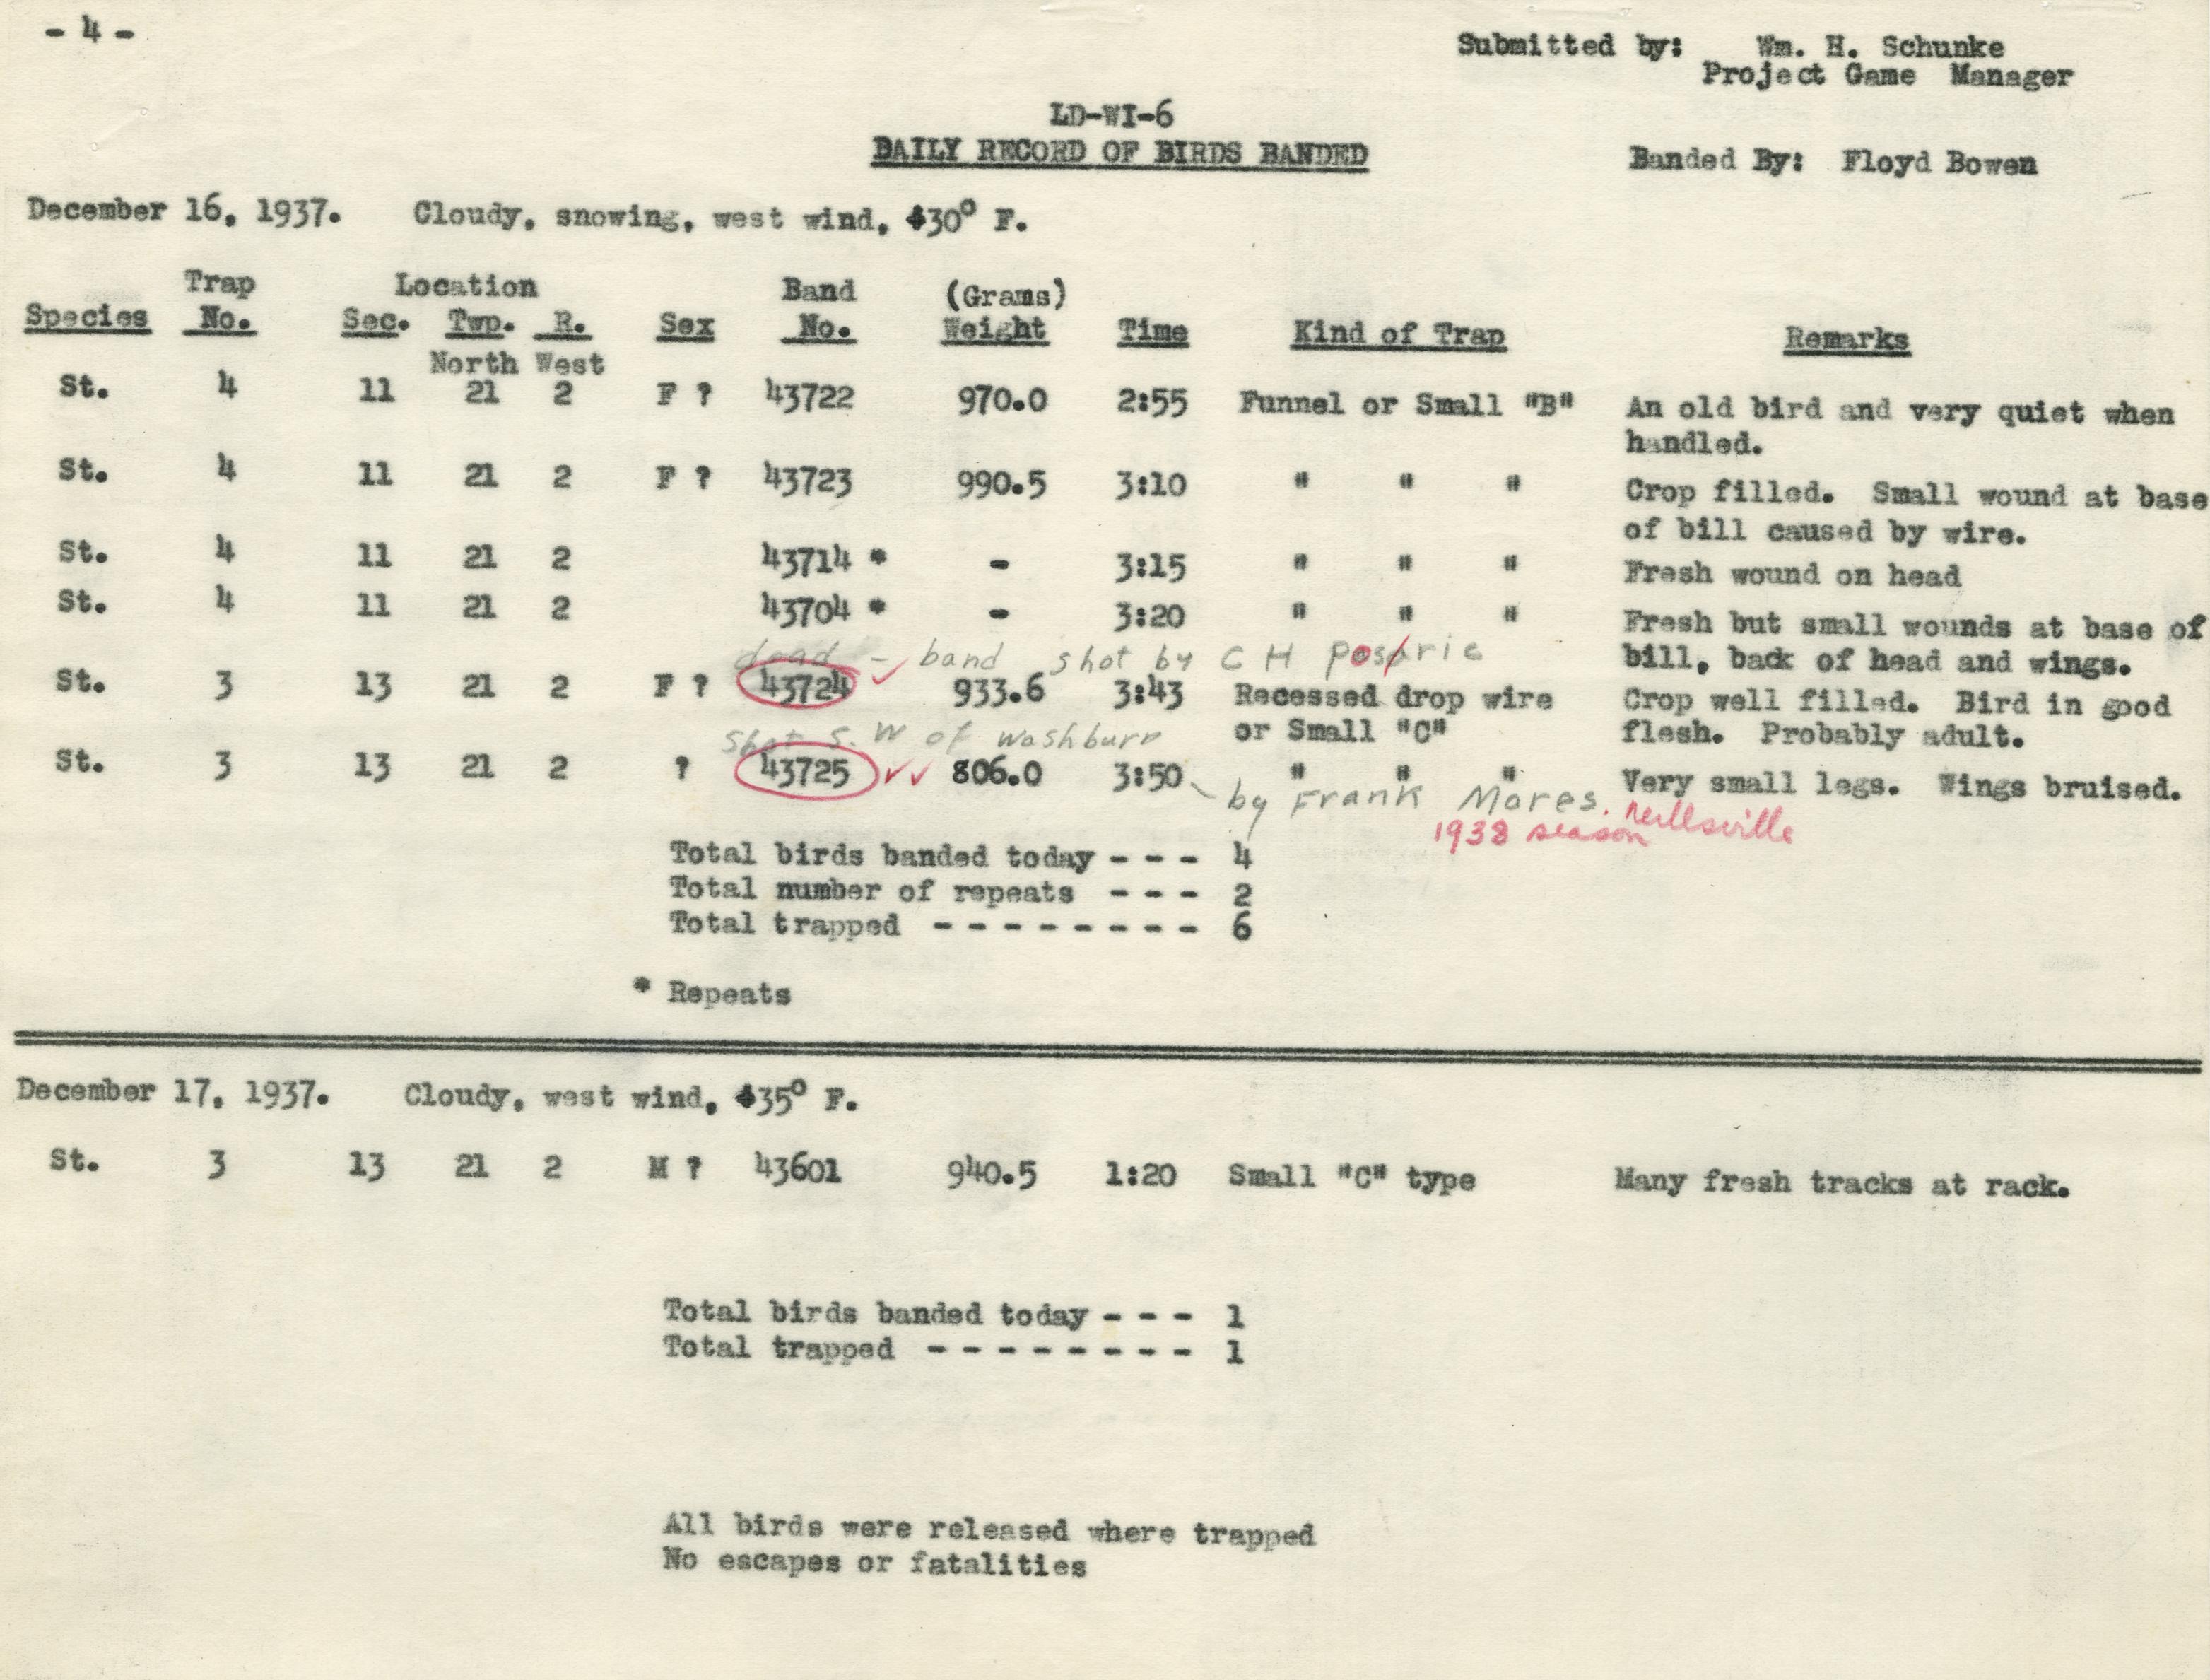 - 4 -
Submitted by: Wm. H. Schunke
Project Game Manager
LD-WI-6
DAILY RECORD OF BIRDS BANDED
Banded By: Floyd Bowen
December 16, 1937. Cloudy, snowing, west wind, +30° F.
Trap Location Band (Grams)
Species No. Sec. Twp. R. Sex No. Weight Time Kind of Trap Remarks
North West
St. 4 11 21 2 F ? 43722 970.0 2:55 Funnel or Small "B" An old bird and very quiet when
handled.
St. 4 11 21 2 F ? 43723 990.5 3:10 " " " Crop filled. Small wound at base
of bill caused by wire.
St. 4 11 21 2 43714 * - 3:15 " " " Fresh wound on head
St. 4 11 21 2 43704 * - 3:20 " " " Fresh but small wounds at base of
bill, back of head and wings.
dead - band shot by C H
St. 3 13 21 2 F ? 43724 933.6 3:43 Recessed drop wire Crop well filled. Bird in good
or Small "C" flesh. Probably adult.
shot S. W of Washburn
St. 3 13 21 2 ? 43725 806.0 3:50 " " " Very small legs. Wings bruised.
by Frank Mares. Neillsville
1938 season
Total birds banded today - - - 4
Total number of repeats - - - 2
Total trapped - - - - - - - - 6
* Repeats
December 17, 1937. Cloudy, west wind, +35° F.
St. 3 13 21 2 M ? 43601 940.5 1:20 Small "C" type Many fresh tracks at rack.
Total birds banded today - - - 1
Total trapped - - - - - - - - 1
All birds were released where trapped
No escapes or fatalities